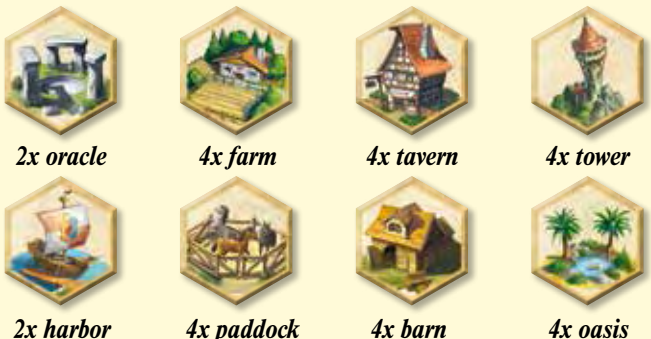 2x oracle 4x farm 4x tavern 4x tower
2x harbor 4x paddock 4x barn 4x oasis